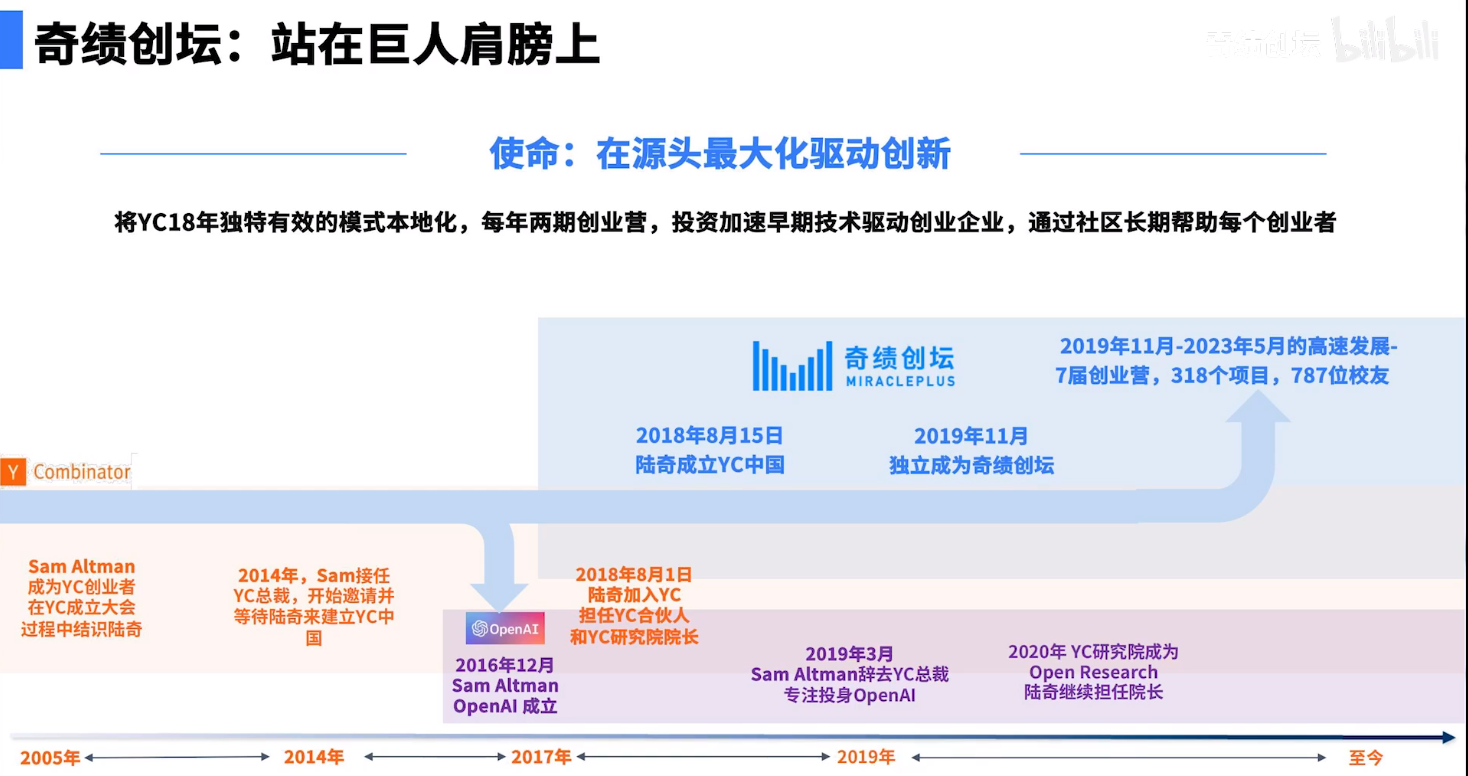 奇绩创坛：站在巨人肩膀上
奇绩创坛 bilibili
使命：在源头最大化驱动创新
将YC18年独特有效的模式本地化，每年两期创业营，投资加速早期技术驱动创业企业，通过社区长期帮助每个创业者
奇绩创坛
MIRACLEPLUS
2019年11月-2023年5月的高速发展-
7届创业营，318个项目，787位校友
2018年8月15日
陆奇成立YC中国
2019年11月
独立成为奇绩创坛
Y Combinator
Sam Altman
成为YC创业者
在YC成立大会
过程中结识陆奇
2014年，Sam接任
YC总裁，开始邀请并
等待陆奇来建立YC中
国
2018年8月1日
陆奇加入YC
担任YC合伙人
和YC研究院院长
OpenAI
2016年12月
Sam Altman
OpenAI 成立
2019年3月
Sam Altman辞去YC总裁
专注投身OpenAI
2020年 YC研究院成为
Open Research
陆奇继续担任院长
2005年
2014年
2017年
2019年
至今